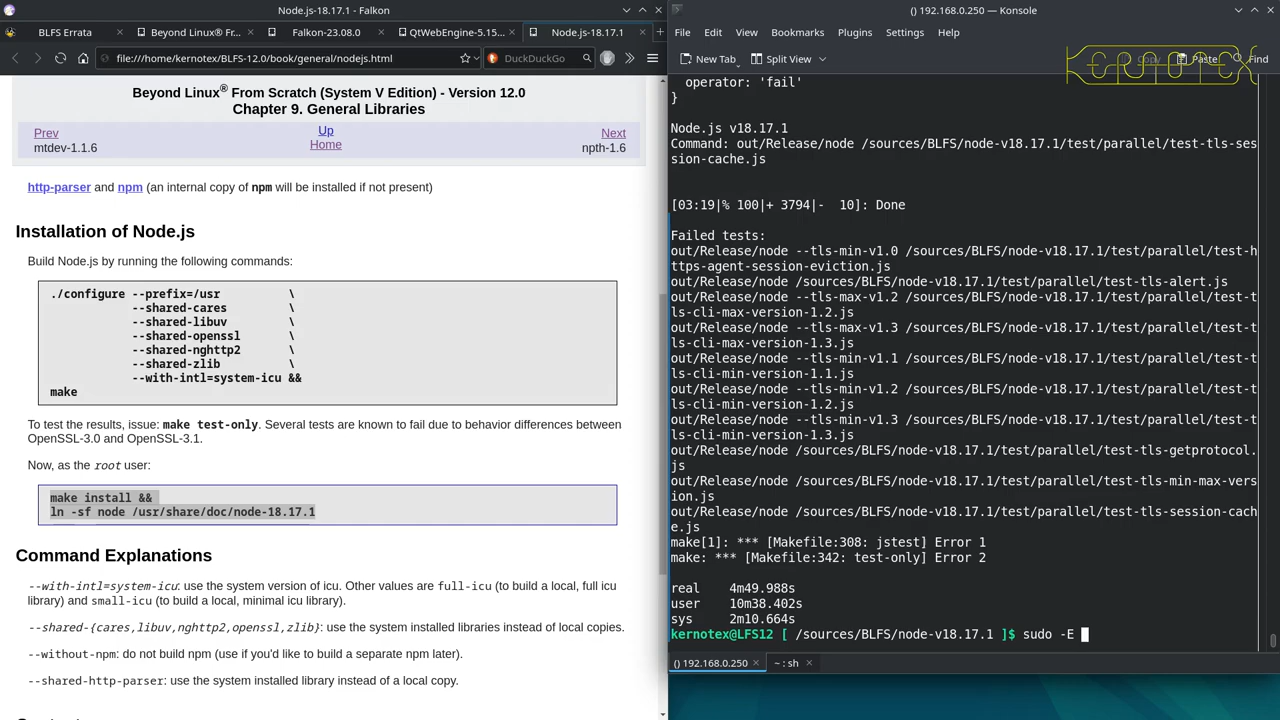 Node.js-18.17.1 - Falkon
BLFS Errata
Beyond Linux® Fr...
Falkon-23.08.0
QtWebEngine-5.15...
Node.js-18.17.1
file:///home/kernotex/BLFS-12.0/book/general/nodejs.html
DuckDuckGo
Beyond Linux® From Scratch (System V Edition) - Version 12.0
Chapter 9. General Libraries
Prev
Up
Next
mtdev-1.1.6
Home
npth-1.6
http-parser and npm (an internal copy of npm will be installed if not present)
Installation of Node.js
Build Node.js by running the following commands:
./configure --prefix=/usr \
--shared-cares \
--shared-libuv \
--shared-openssl \
--shared-nghttp2 \
--shared-zlib \
--with-intl=system-icu &&
make
To test the results, issue: make test-only. Several tests are known to fail due to behavior differences between
OpenSSL-3.0 and OpenSSL-3.1.
Now, as the root user:
make install &&
ln -sf node /usr/share/doc/node-18.17.1
Command Explanations
--with-intl=system-icu: use the system version of icu. Other values are full-icu (to build a local, full icu
library) and small-icu (to build a local, minimal icu library).
--shared-{cares,libuv,nghttp2,openssl,zlib}: use the system installed libraries instead of local copies.
--without-npm: do not build npm (use if you'd like to build a separate npm later).
--shared-http-parser: use the system installed library instead of a local copy.
() 192.168.0.250 — Konsole
File Edit View Bookmarks Plugins Settings Help
New Tab
Split View
Copy
Paste
Find
KERNOTEX
operator: 'fail'
}
Node.js v18.17.1
Command: out/Release/node /sources/BLFS/node-v18.17.1/test/parallel/test-tls-ses
sion-cache.js
[03:19|% 100|+ 3794|-  10]: Done
Failed tests:
out/Release/node --tls-min-v1.0 /sources/BLFS/node-v18.17.1/test/parallel/test-h
ttps-agent-session-eviction.js
out/Release/node /sources/BLFS/node-v18.17.1/test/parallel/test-tls-alert.js
out/Release/node --tls-max-v1.2 /sources/BLFS/node-v18.17.1/test/parallel/test-t
ls-cli-max-version-1.2.js
out/Release/node --tls-max-v1.3 /sources/BLFS/node-v18.17.1/test/parallel/test-t
ls-cli-max-version-1.3.js
out/Release/node --tls-min-v1.1 /sources/BLFS/node-v18.17.1/test/parallel/test-t
ls-cli-min-version-1.1.js
out/Release/node --tls-min-v1.2 /sources/BLFS/node-v18.17.1/test/parallel/test-t
ls-cli-min-version-1.2.js
out/Release/node --tls-min-v1.3 /sources/BLFS/node-v18.17.1/test/parallel/test-t
ls-cli-min-version-1.3.js
out/Release/node /sources/BLFS/node-v18.17.1/test/parallel/test-tls-getprotocol.
js
out/Release/node /sources/BLFS/node-v18.17.1/test/parallel/test-tls-min-max-vers
ion.js
out/Release/node /sources/BLFS/node-v18.17.1/test/parallel/test-tls-session-cach
e.js
make[1]: *** [Makefile:308: jstest] Error 1
make: *** [Makefile:342: test-only] Error 2
real 4m49.988s
user 10m38.402s
sys 2m10.664s
kernotex@LFS12 [ /sources/BLFS/node-v18.17.1 ]$ sudo -E
() 192.168.0.250
~ : sh